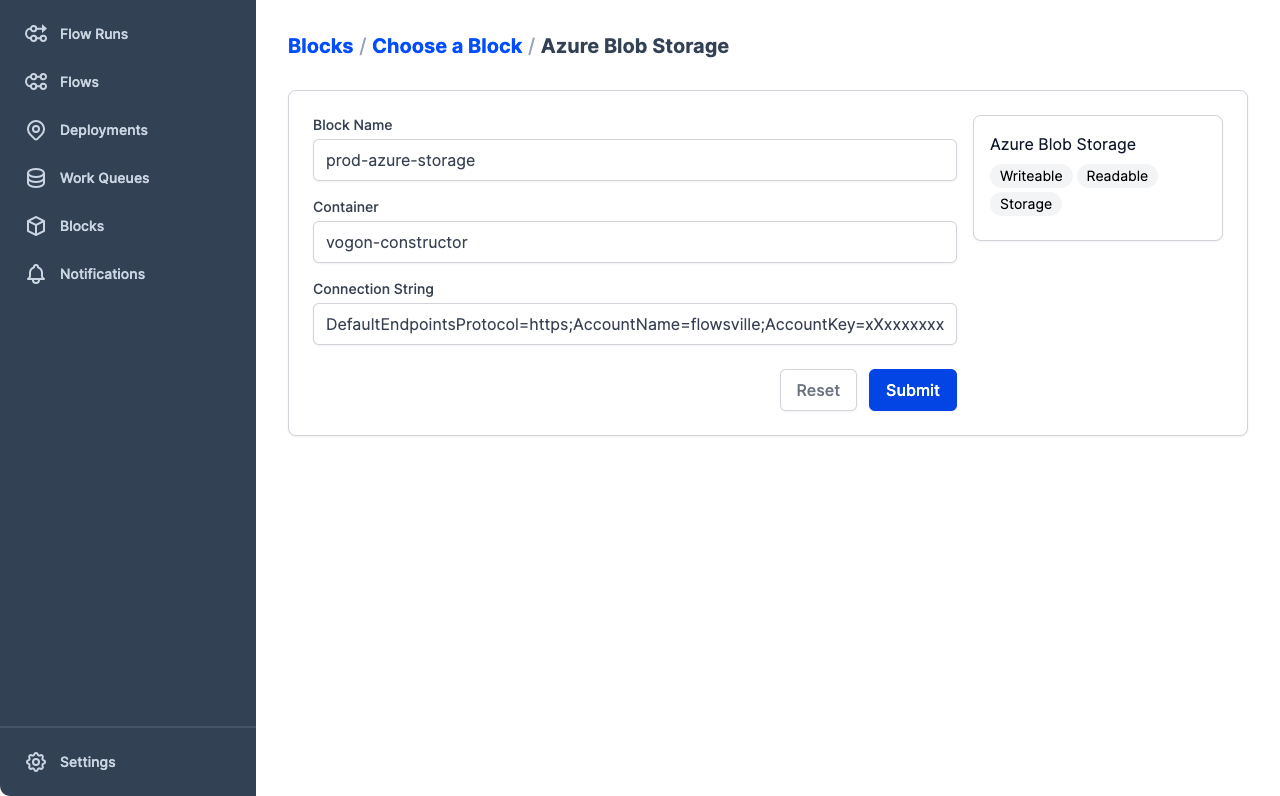 Flow Runs
Flows
Deployments
Work Queues
Blocks
Notifications
Settings
Blocks / Choose a Block / Azure Blob Storage
Block Name
prod-azure-storage
Container
vogon-constructor
Connection String
DefaultEndpointsProtocol=https;AccountName=flowsville;AccountKey=xXxxxxxxx
Reset Submit
Azure Blob Storage
Writeable Readable
Storage